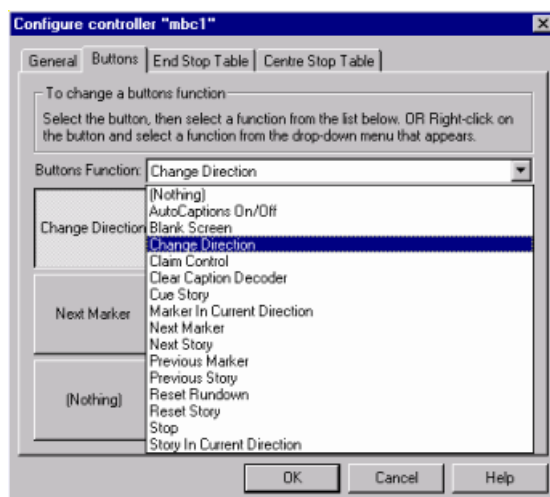 Configure controller "mbc1"
General Buttons End Stop Table Centre Stop Table
To change a buttons function
Select the button, then select a function from the list below. OR Right-click on
the button and select a function from the drop-down menu that appears.
Buttons Function: Change Direction
(Nothing)
AutoCaptions On/Off
Blank Screen
Change Direction
Change Direction
Claim Control
Clear Caption Decoder
Cue Story
Marker In Current Direction
Next Marker
Next Marker
Next Story
Previous Marker
Previous Story
Reset Rundown
(Nothing)
Reset Story
Stop
Story In Current Direction
OK Cancel Help